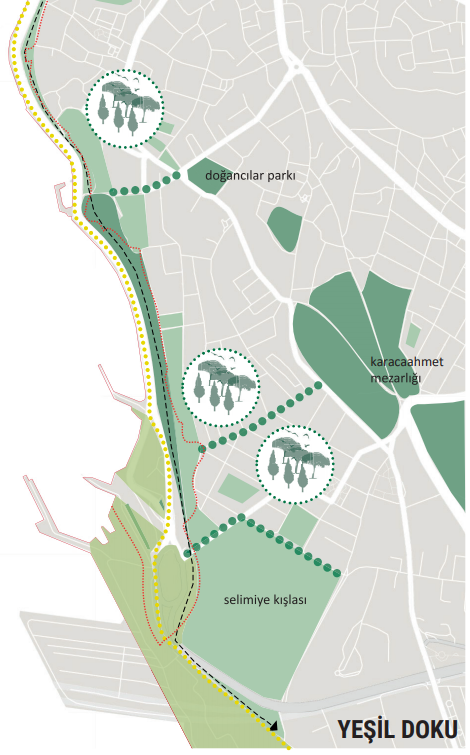 doğancılar parkı
karacaahmet
mezarlığı
selimiye kışlası
YEŞİL DOKU